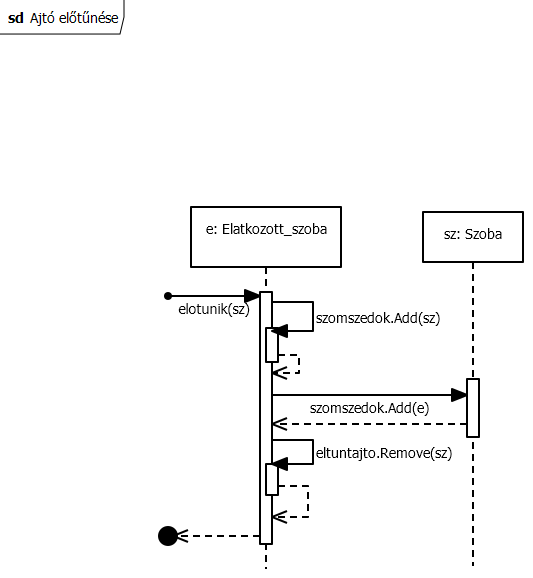 sd Ajtó előtűnése
e: Elatkozott_szoba
sz: Szoba
elotunik(sz)
szomszedok.Add(sz)
szomszedok.Add(e)
eltuntajto.Remove(sz)